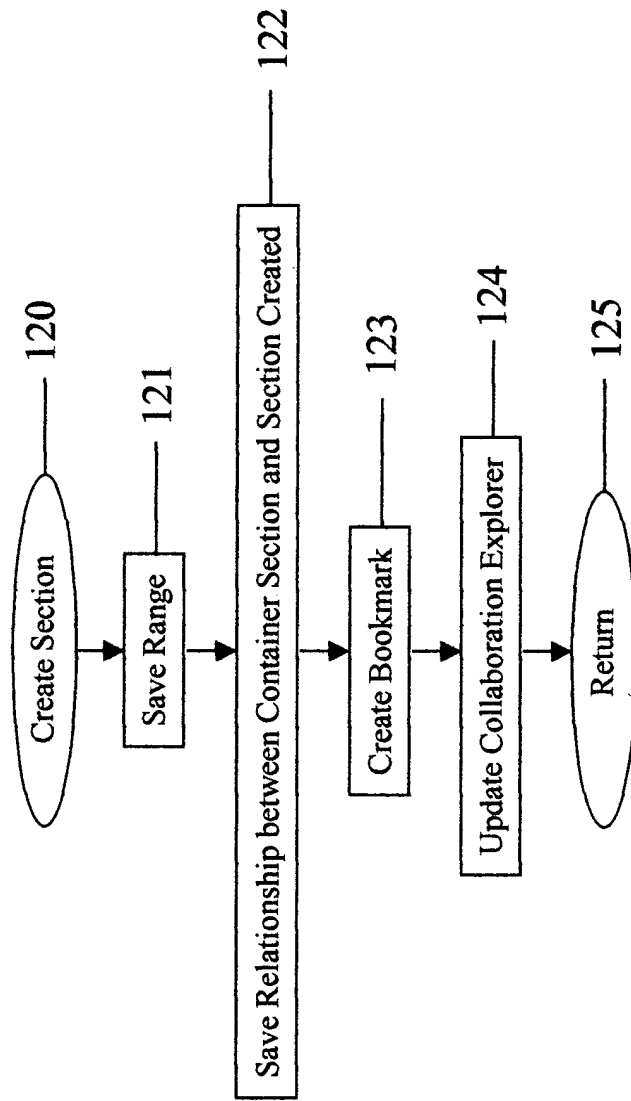 Create Section
120
Save Range
121
Save Relationship between Container Section and Section Created
122
Create Bookmark
123
Update Collaboration Explorer
124
Return
125